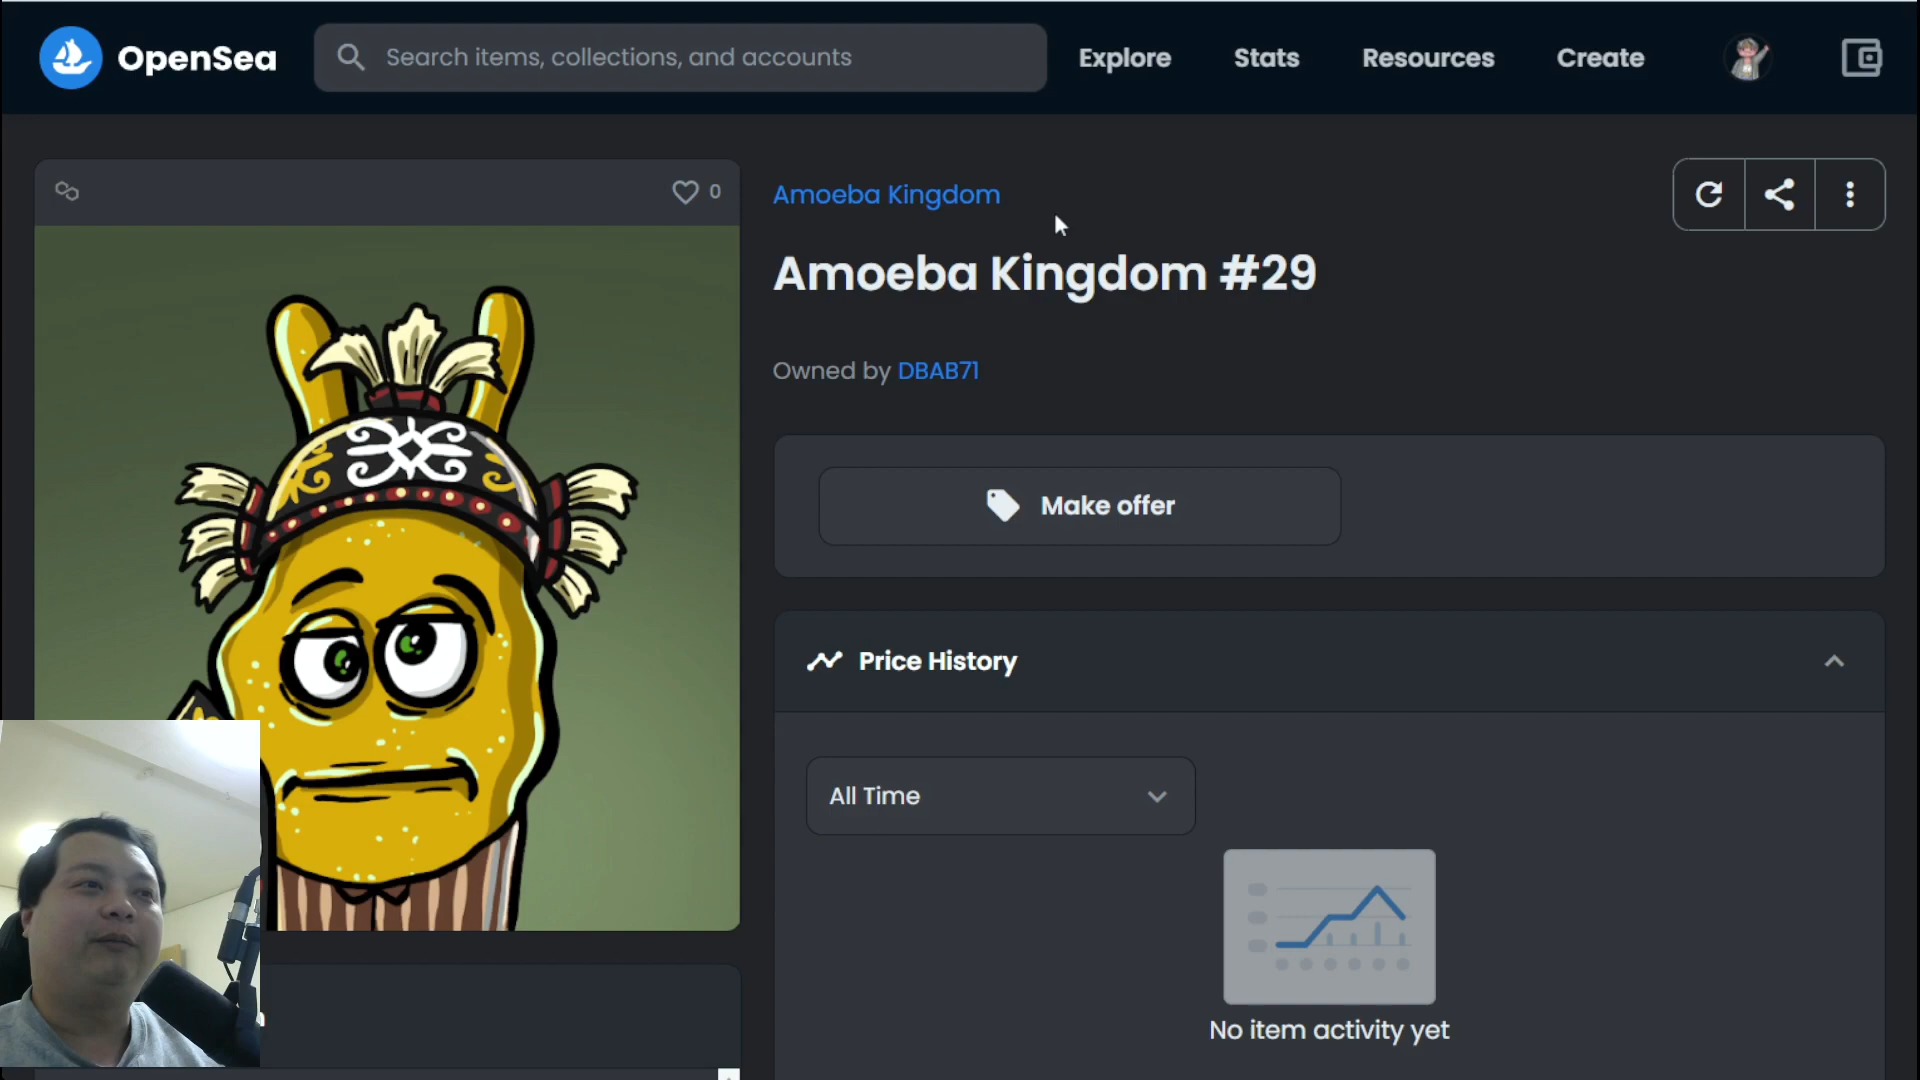 OpenSea
Search items, collections, and accounts
Explore
Stats
Resources
Create
0
Amoeba Kingdom
Amoeba Kingdom #29
Owned by DBAB71
Make offer
Price History
All Time
No item activity yet